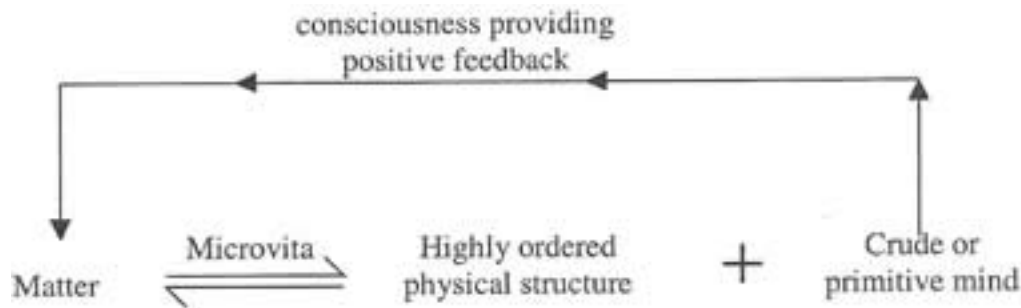 consciousness providing
positive feedback
Microvita
Highly ordered
physical structure
+
Crude or
primitive mind
Matter